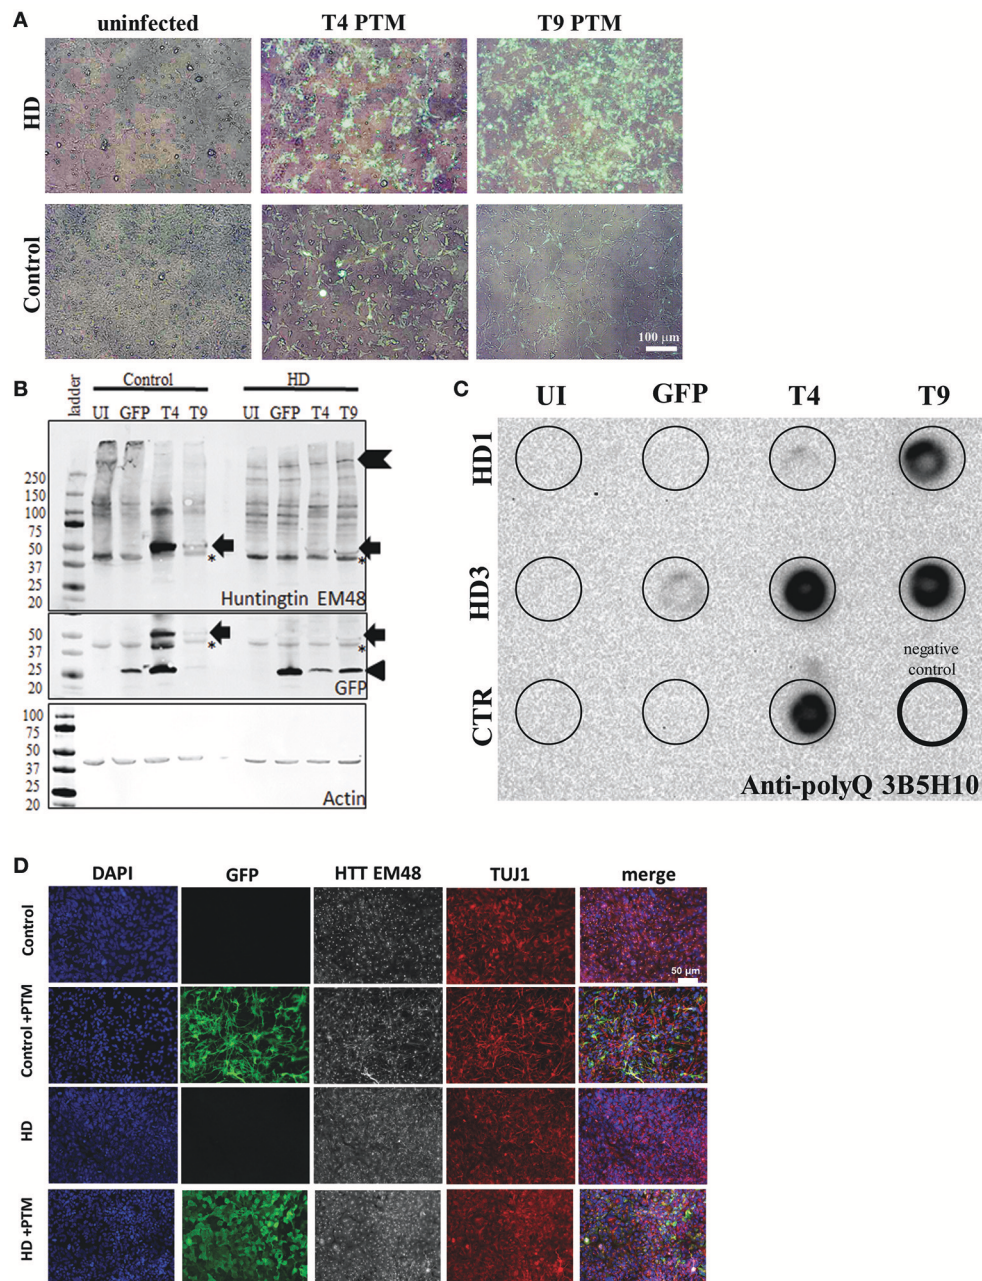 A
uninfected T4 PTM T9 PTM
HD
Control
100 µm
B
ladder
Control HD
UI GFP T4 T9 UI GFP T4 T9
250
150
100
75
50
37
25
20
*
*
Huntingtin EM48
50
37
25
20
*
*
GFP
100
75
50
37
25
20
Actin
C
UI GFP T4 T9
HD1
HD3
CTR
negative
control
Anti-polyQ 3B5H10
D
DAPI GFP HTT EM48 TUJ1 merge
Control
50 µm
Control +PTM
HD
HD +PTM